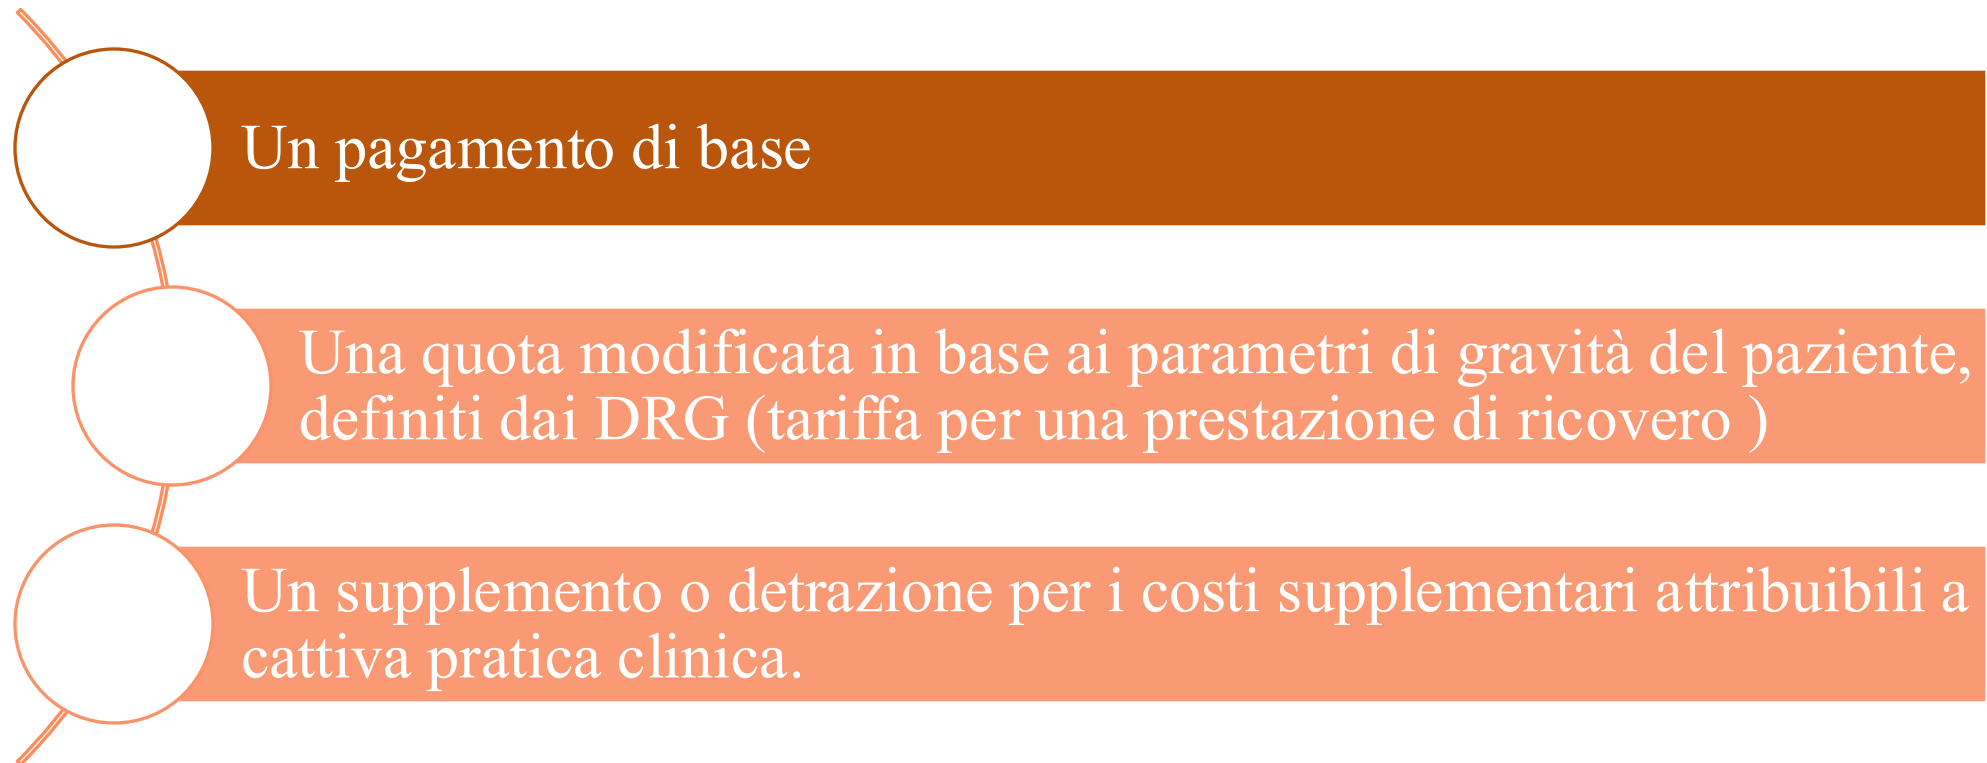 Un pagamento di base
Una quota modificata in base ai parametri di gravità del paziente,
definiti dai DRG (tariffa per una prestazione di ricovero )
Un supplemento o detrazione per i costi supplementari attribuibili a
cattiva pratica clinica.